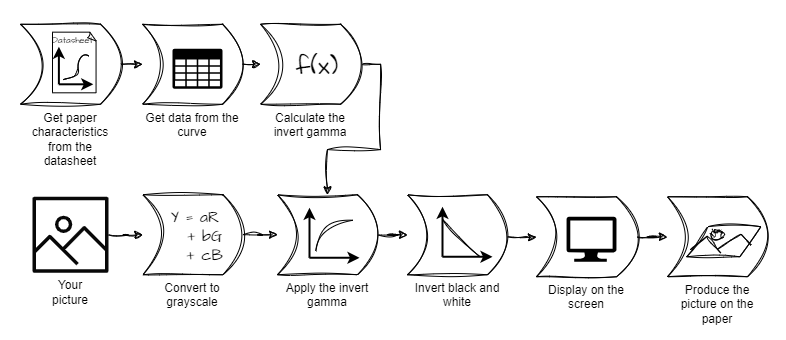 Datasheet
f(x)
Get paper
characteristics
from the
datasheet
Get data from the
curve
Calculate the
invert gamma
Y = aR
+ bG
+ cB
Your
picture
Convert to
grayscale
Apply the invert
gamma
Invert black and
white
Display on the
screen
Produce the
picture on the
paper